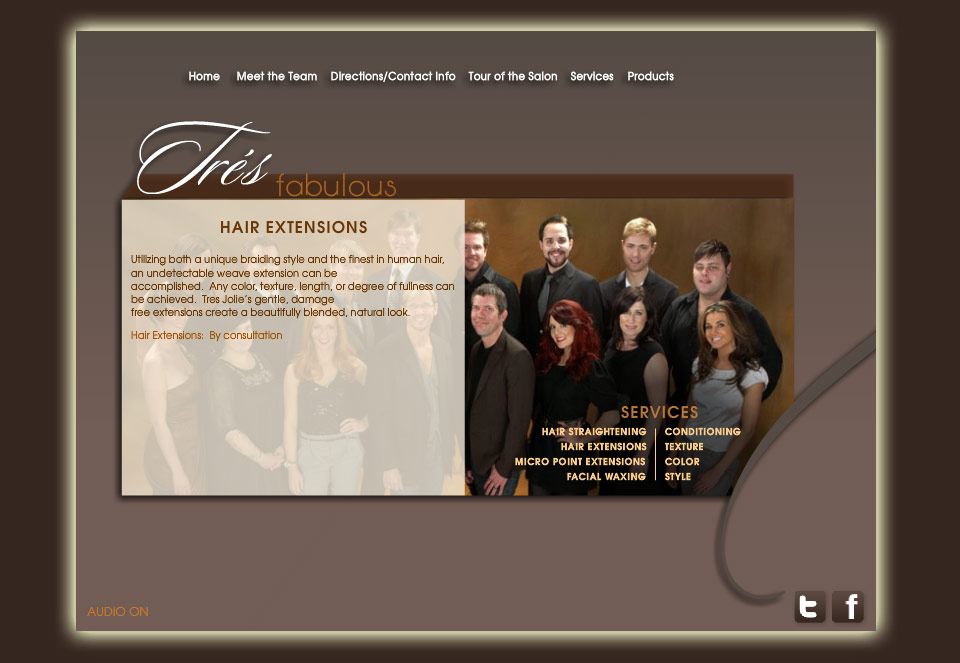 Home Meet the Team Directions/Contact Info Tour of the Salon Services Products
Trés fabulous
HAIR EXTENSIONS
Utilizing both a unique braiding style and the finest in human hair,
an undetectable weave extension can be
accomplished. Any color, texture, length, or degree of fullness can
be achieved. Tres Jolie's gentle, damage
free extensions create a beautifully blended, natural look.
Hair Extensions: By consultation
SERVICES
HAIR STRAIGHTENING CONDITIONING
HAIR EXTENSIONS TEXTURE
MICRO POINT EXTENSIONS COLOR
FACIAL WAXING STYLE
AUDIO ON
t f